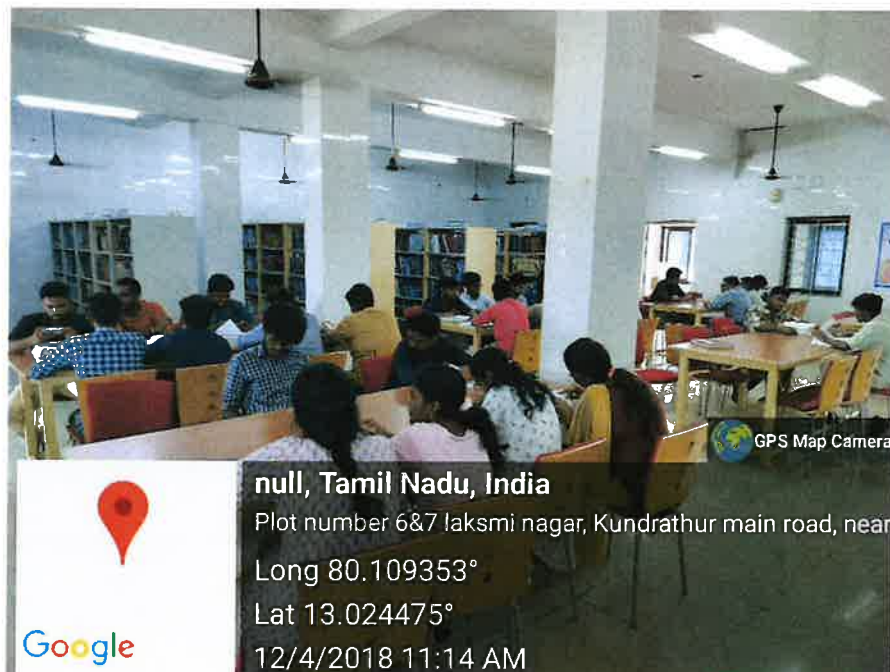 GPS Map Camera
null, Tamil Nadu, India
Plot number 6&7 laksmi nagar, Kundrathur main road, near
Long 80.109353°
Lat 13.024475°
12/4/2018 11:14 AM
Google